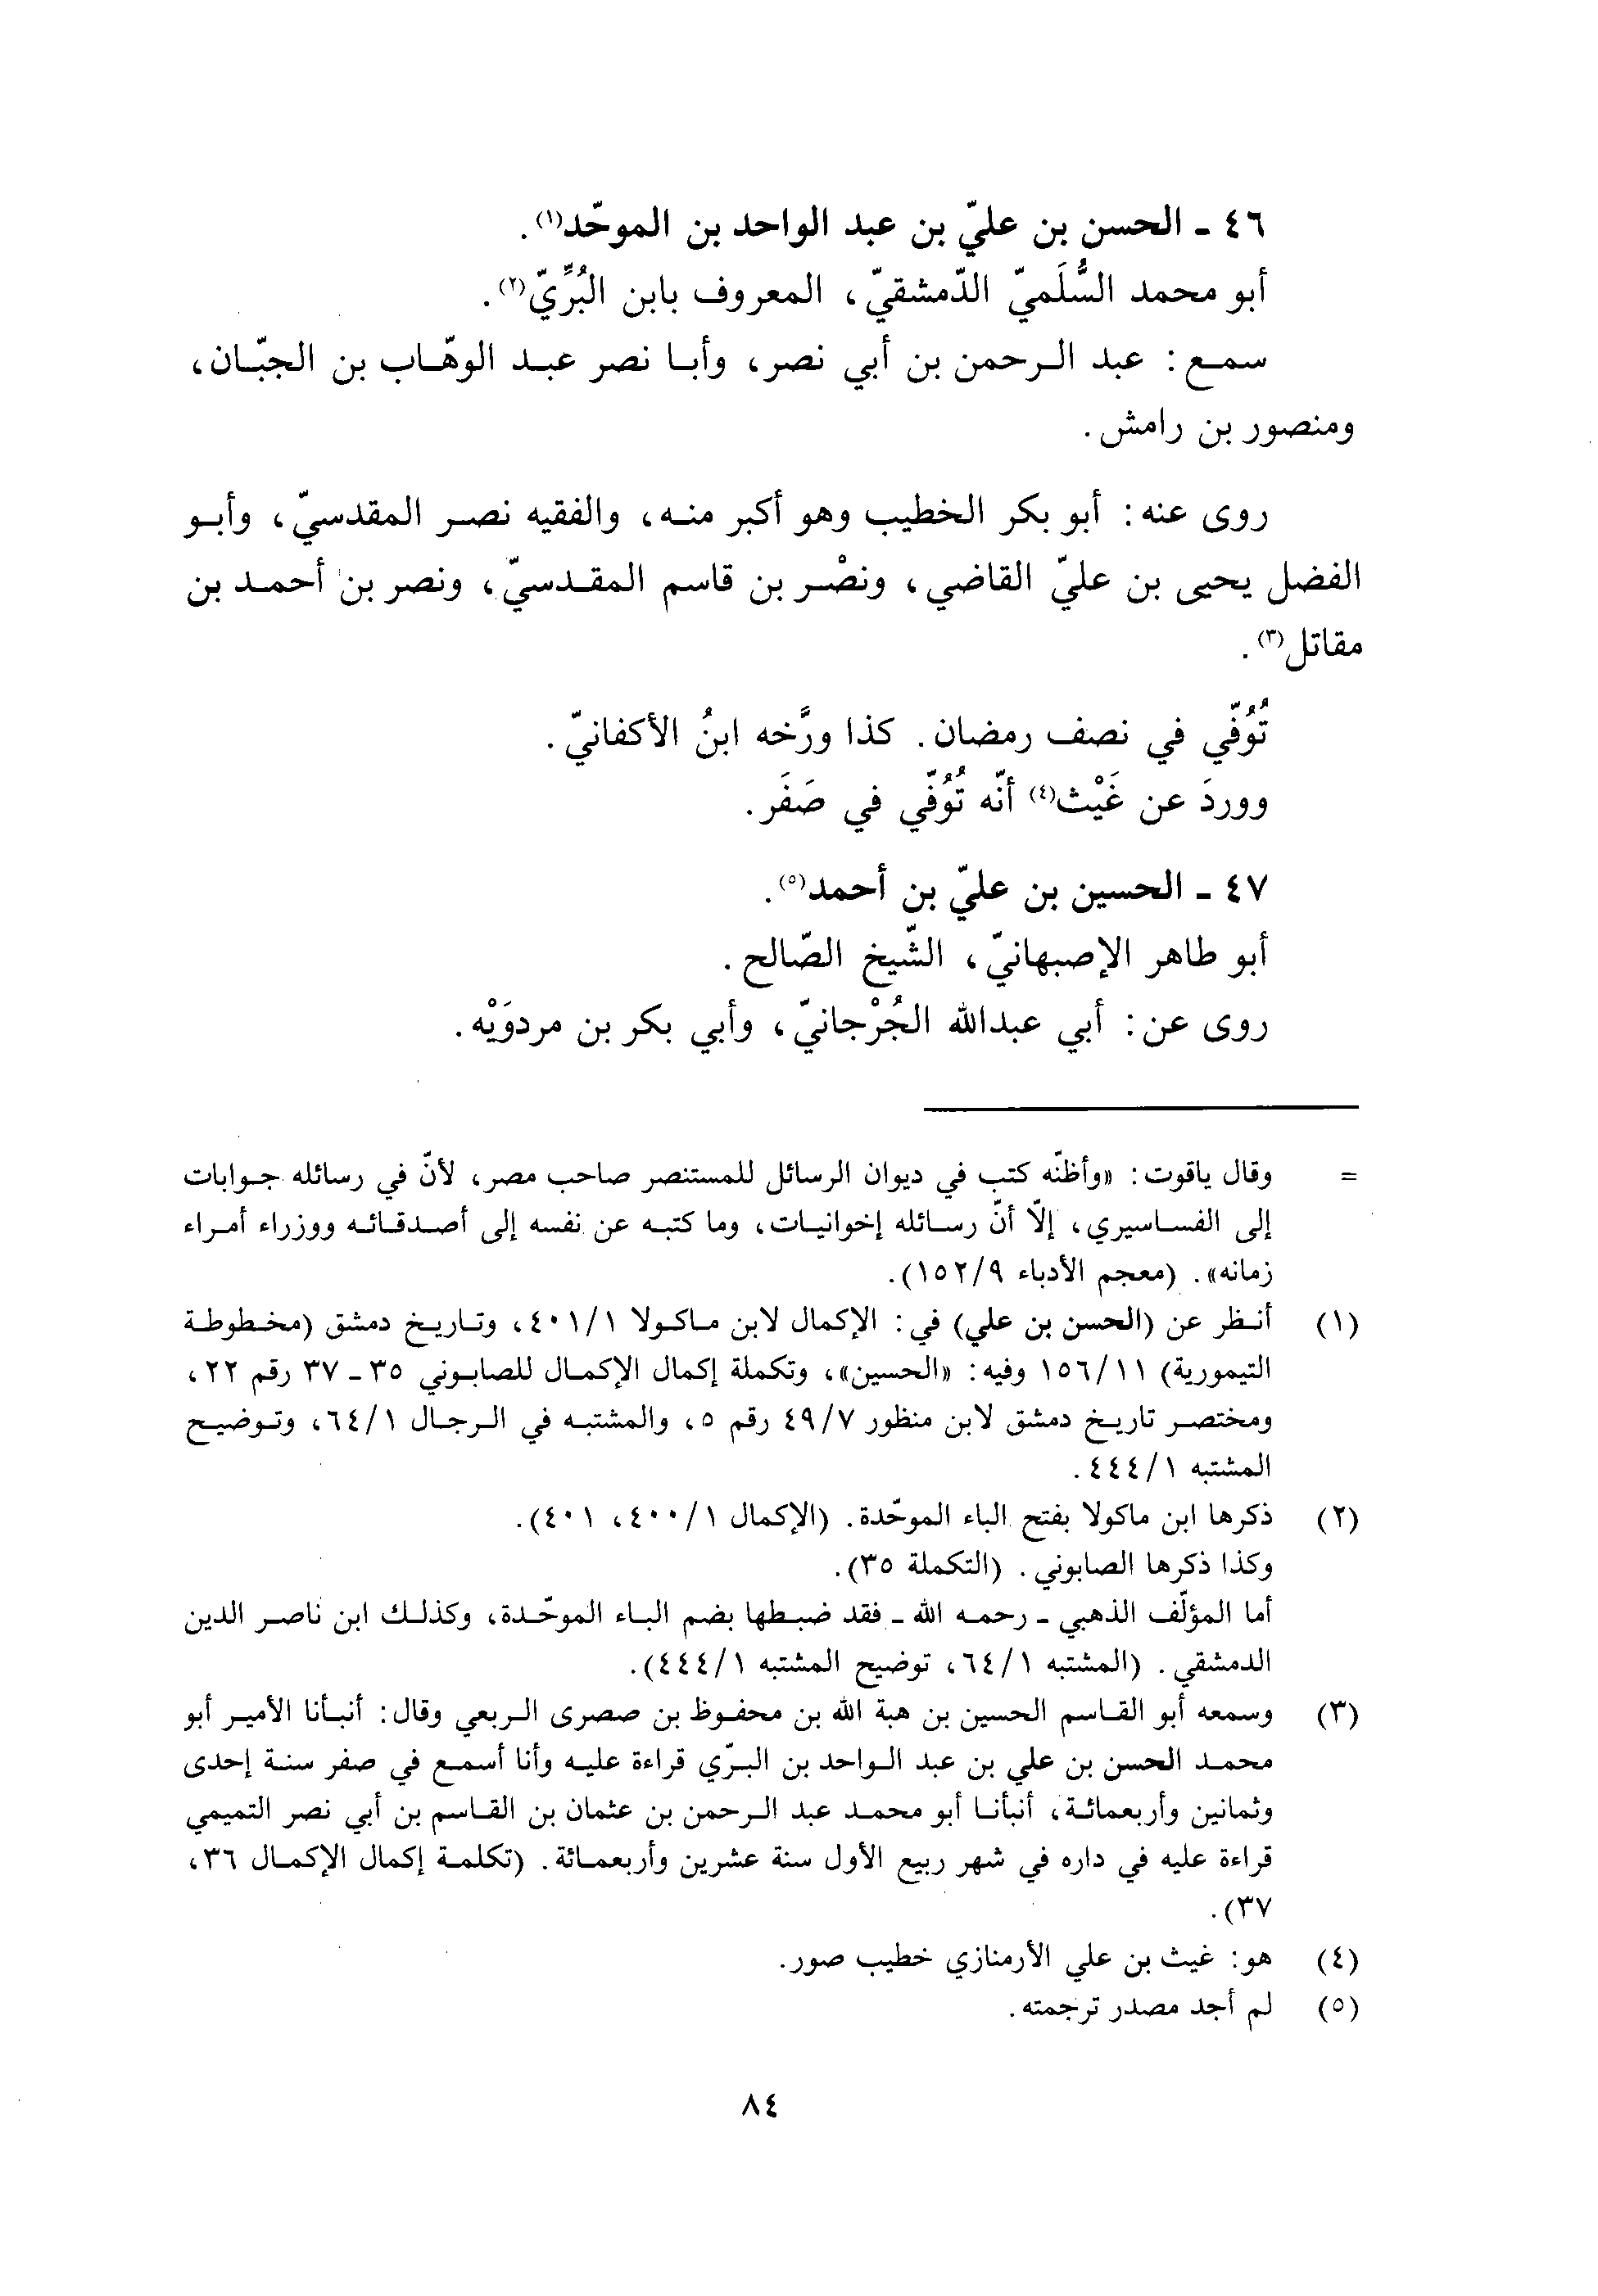 ٤٦ - الحسن بن عليّ بن عبد الواحد بن الموحّد(١).
أبو محمد السُّلَميّ الدّمشقيّ، المعروف بابن البُرِّيّ(٢).
سمع: عبد الرحمن بن أبي نصر، وأبا نصر عبد الوهّاب بن الجبّان،
ومنصور بن رامش.
روى عنه: أبو بكر الخطيب وهو أكبر منه، والفقيه نصر المقدسيّ، وأبو
الفضل يحيى بن عليّ القاضي، ونصْر بن قاسم المقدسيّ، ونصر بن أحمد بن
مقاتل(٣).
تُوُفّي في نصف رمضان. كذا ورَّخه ابنُ الأكفانيّ.
ووردَ عن غَيْث(٤) أنّه تُوُفّي في صَفَر.
٤٧ - الحسين بن عليّ بن أحمد(٥).
أبو طاهر الإصبهانيّ، الشّيخ الصّالح.
روى عن: أبي عبدالله الجُرْجانيّ، وأبي بكر بن مردوَيْه.
= وقال ياقوت: «وأظنّه كتب في ديوان الرسائل للمستنصر صاحب مصر، لأنّ في رسائله جوابات
إلى الفساسيري، إلّا أنّ رسائله إخوانيات، وما كتبه عن نفسه إلى أصدقائه ووزراء أمراء
زمانه». (معجم الأدباء ١٥٢/٩).
(١) أنظر عن (الحسن بن علي) في: الإكمال لابن ماكولا ٤٠١/١، وتاريخ دمشق (مخطوطة
التيمورية) ١٥٦/١١ وفيه: «الحسين»، وتكملة إكمال الإكمال للصابوني ٣٥ - ٣٧ رقم ٢٢،
ومختصر تاريخ دمشق لابن منظور ٤٩/٧ رقم ٥، والمشتبه في الرجال ٦٤/١، وتوضيح
المشتبه ٤٤٤/١.
(٢) ذكرها ابن ماكولا بفتح الباء الموحّدة. (الإكمال ٤٠٠/١، ٤٠١).
وكذا ذكرها الصابوني. (التكملة ٣٥).
أما المؤلّف الذهبي - رحمه الله - فقد ضبطها بضم الباء الموحّدة، وكذلك ابن ناصر الدين
الدمشقي. (المشتبه ٦٤/١، توضيح المشتبه ٤٤٤/١).
(٣) وسمعه أبو القاسم الحسين بن هبة الله بن محفوظ بن صصرى الربعي وقال: أنبأنا الأمير أبو
محمد الحسن بن علي بن عبد الواحد بن البرّي قراءة عليه وأنا أسمع في صفر سنة إحدى
وثمانين وأربعمائة، أنبأنا أبو محمد عبد الرحمن بن عثمان بن القاسم بن أبي نصر التميمي
قراءة عليه في داره في شهر ربيع الأول سنة عشرين وأربعمائة. (تكلمة إكمال الإكمال ٣٦،
٣٧).
(٤) هو: غيث بن علي الأرمنازي خطيب صور.
(٥) لم أجد مصدر ترجمته.
٨٤